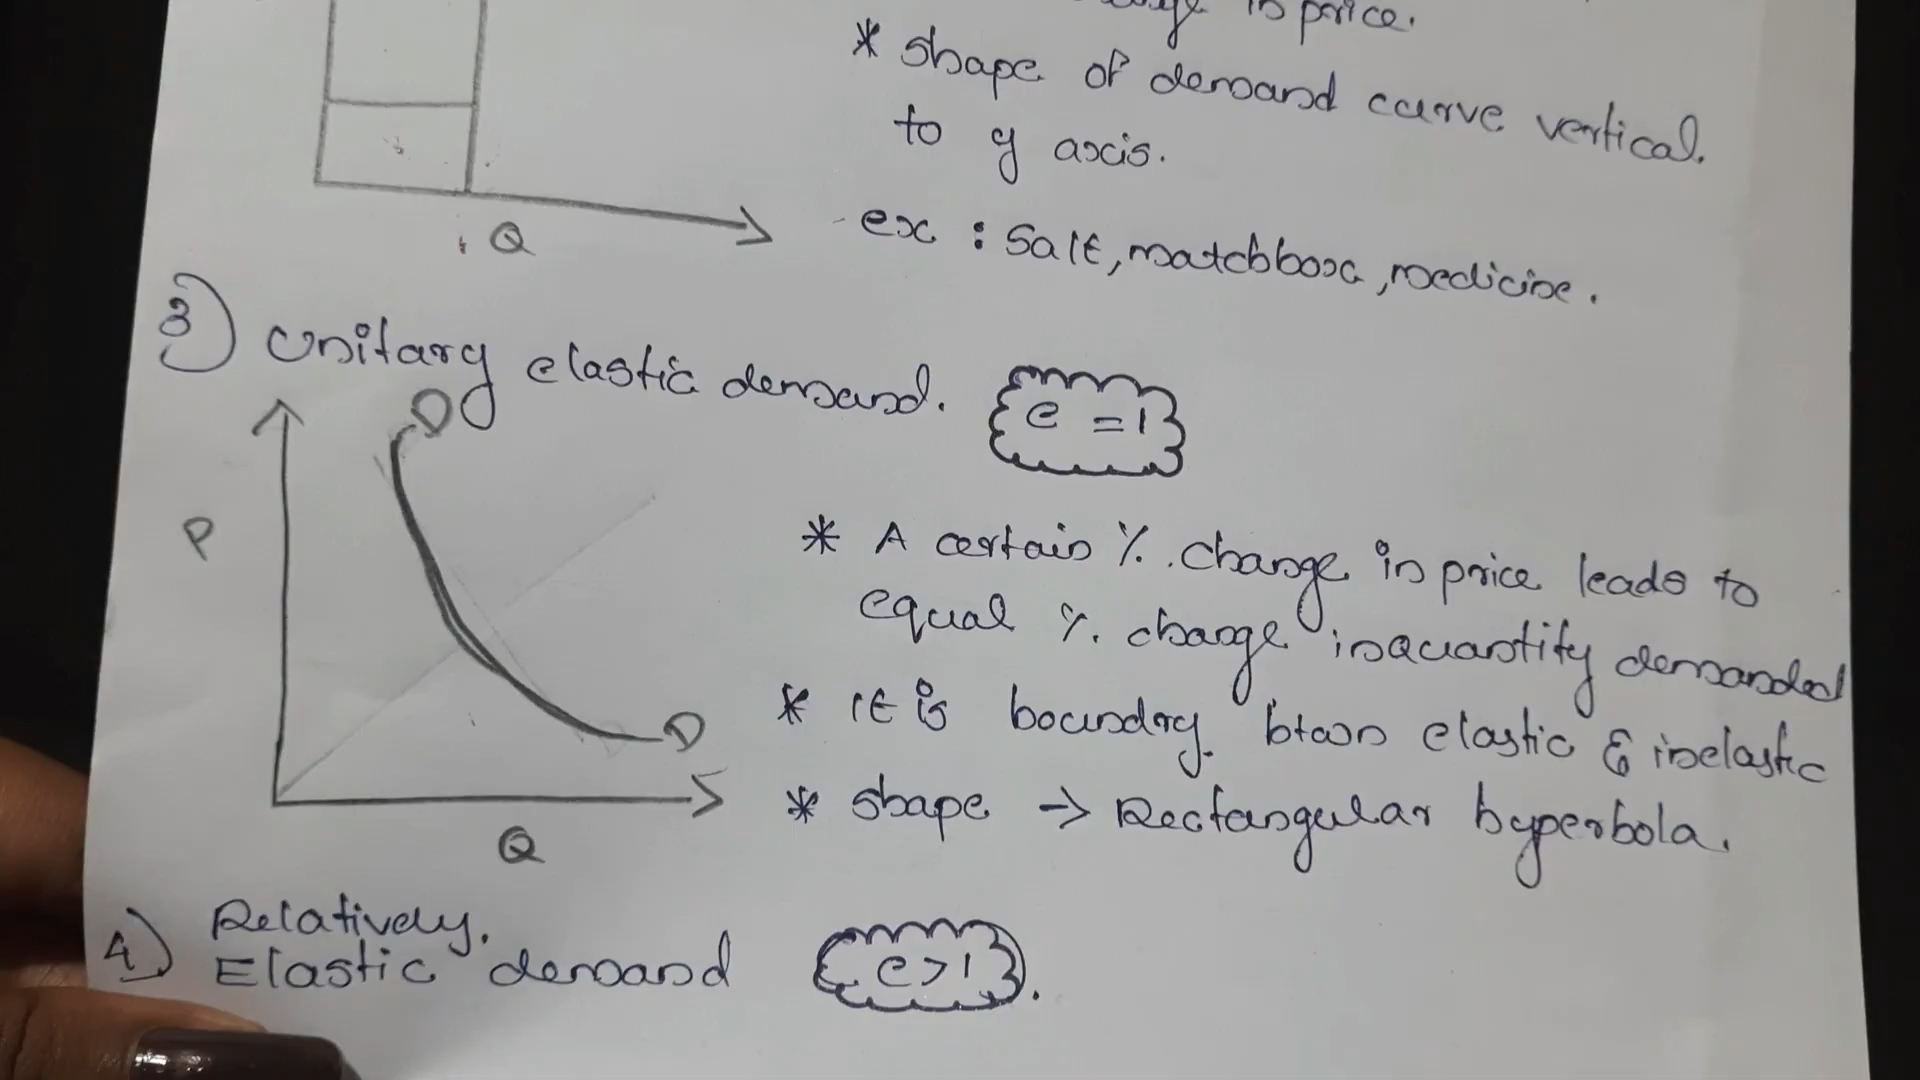 in price.
* shape of demand curve vertical.
to y axis.
Q
ex : Salt, matchbox, medicine.
3) Unitary elastic demand.
e = 1
D
P
* A certain %. change in price leads to
equal %. change in quantity demanded
* It is boundry btwn elastic & inelastic
D
* shape -> Rectangular hyperbola.
Q
4) Relatively.
Elastic demand
e > 1.